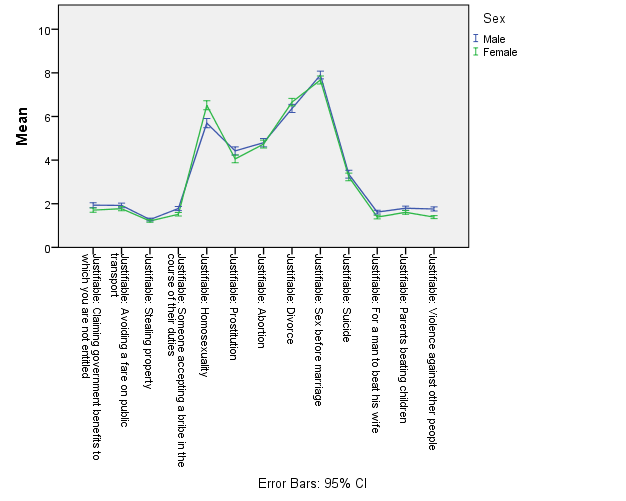 Sex
Male
Female
Mean
10
8
6
4
2
0
Justifiable: Claiming government benefits to
which you are not entitled
Justifiable: Avoiding a fare on public
transport
Justifiable: Stealing property
Justifiable: Someone accepting a bribe in the
course of their duties
Justifiable: Homosexuality
Justifiable: Prostitution
Justifiable: Abortion
Justifiable: Divorce
Justifiable: Sex before marriage
Justifiable: Suicide
Justifiable: For a man to beat his wife
Justifiable: Parents beating children
Justifiable: Violence against other people
Error Bars: 95% CI